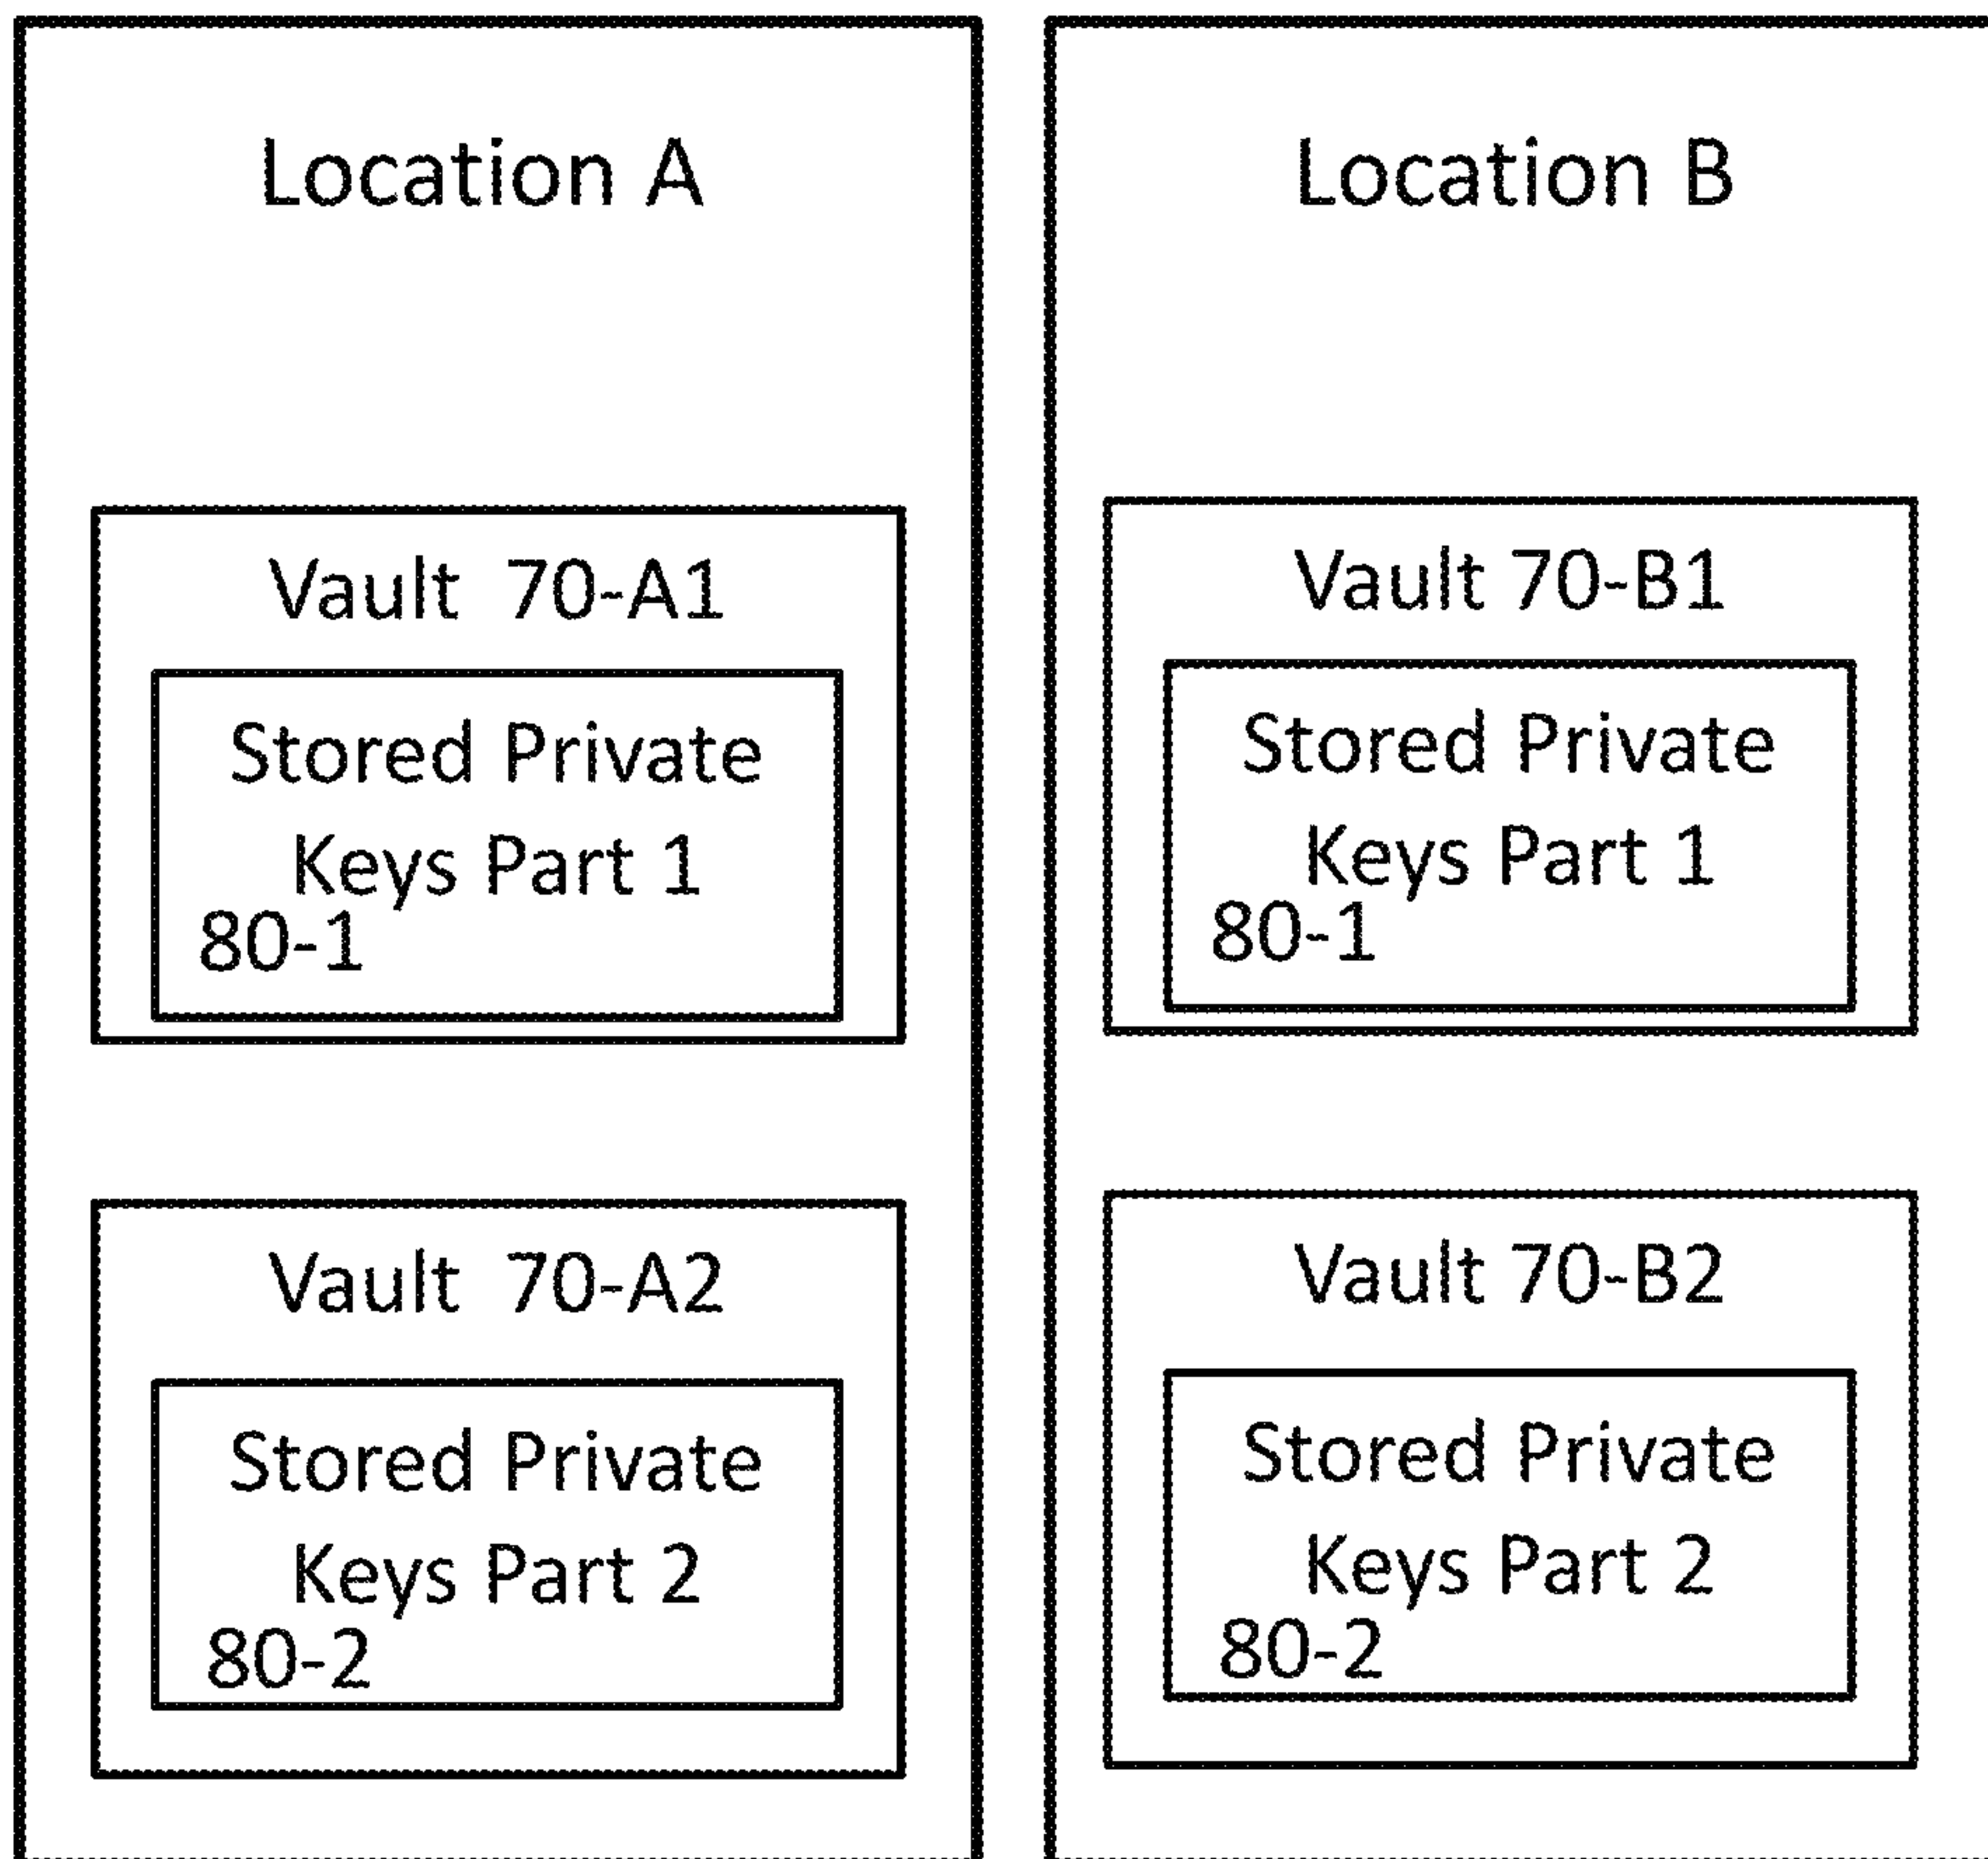 Location A
Vault 70-A1
Stored Private
Keys Part 1
80-1
Vault 70-A2
Stored Private
Keys Part 2
80-2
Location B
Vault 70-B1
Stored Private
Keys Part 1
80-1
Vault 70-B2
Stored Private
Keys Part 2
80-2